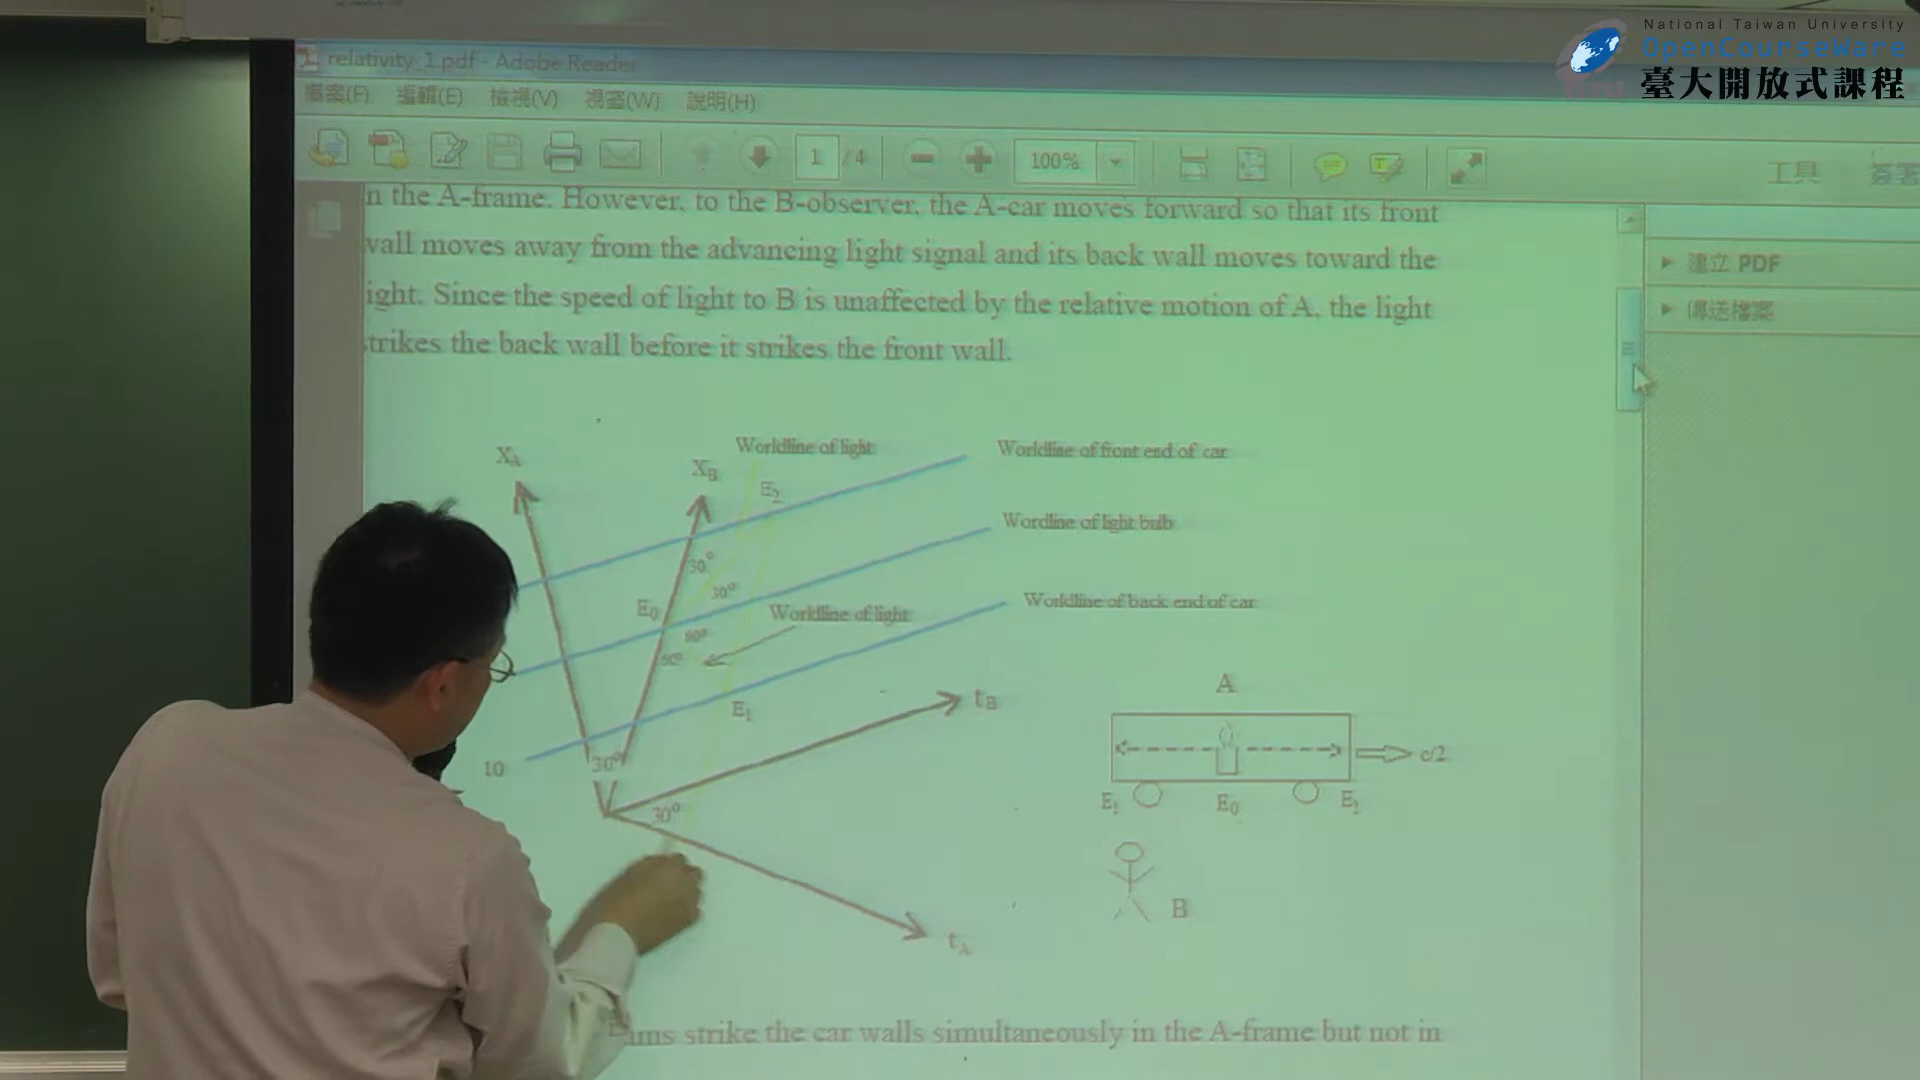 National Taiwan University
OpenCourseWare
臺大開放式課程
relativity_1.pdf - Adobe Reader
檔案(F) 編輯(E) 檢視(V) 視窗(W) 說明(H)
1 / 4 100% 工具 簽署
建立 PDF
傳送檔案
n the A-frame. However, to the B-observer, the A-car moves forward so that its front
wall moves away from the advancing light signal and its back wall moves toward the
ight. Since the speed of light to B is unaffected by the relative motion of A, the light
strikes the back wall before it strikes the front wall.
XA
XB
Worldline of light
Worldline of front end of car
E2
Wordline of light bulb
30°
30°
E0
Worldline of light
Worldline of back end of car
60°
60°
E1
tB
10
30°
30°
tA
A
c/2
E1
E0
E2
B
ams strike the car walls simultaneously in the A-frame but not in